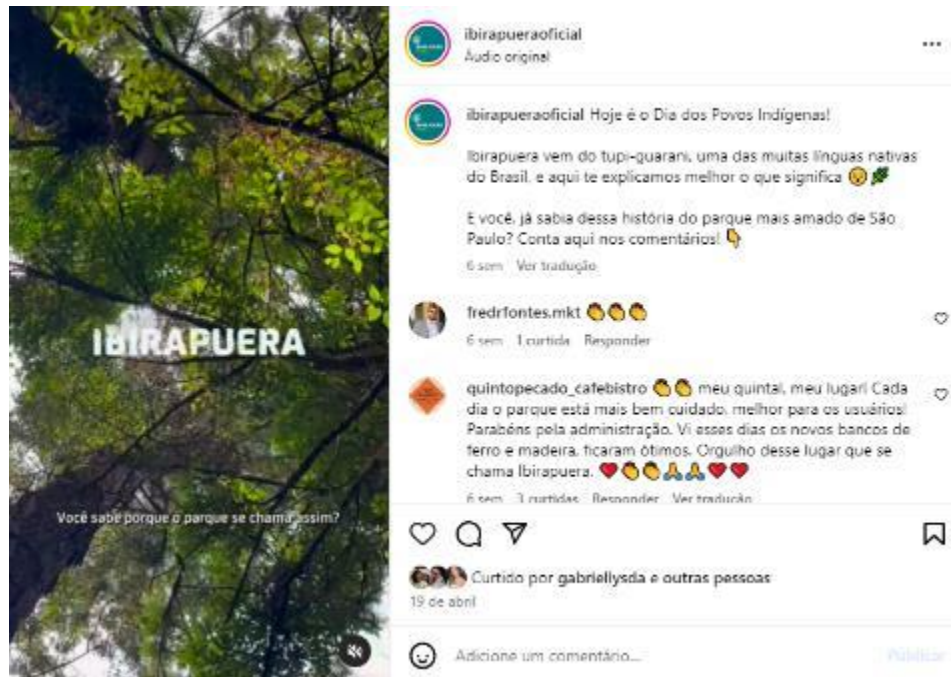 IBIRAPUERA
Você sabe porque o parque se chama assim?
ibirapueraoficial
Áudio original
ibirapueraoficial Hoje é o Dia dos Povos Indígenas!
Ibirapuera vem do tupi-guarani, uma das muitas línguas nativas
do Brasil, e aqui te explicamos melhor o que significa 😯🌿
E você, já sabia dessa história do parque mais amado de São
Paulo? Conta aqui nos comentários! 👇
6 sem Ver tradução
fredrfontes.mkt 👏👏👏
6 sem 1 curtida Responder
quintopecado_cafebistro 👏👏 meu quintal, meu lugar! Cada
dia o parque está mais bem cuidado, melhor para os usuários!
Parabéns pela administração. Vi esses dias os novos bancos de
ferro e madeira, ficaram ótimos. Orgulho desse lugar que se
chama Ibirapuera. ❤️👏👏🙏🙏❤️❤️
6 sem 3 curtidas Responder Ver tradução
Curtido por gabrieliysda e outras pessoas
19 de abril
Adicione um comentário...
Publicar